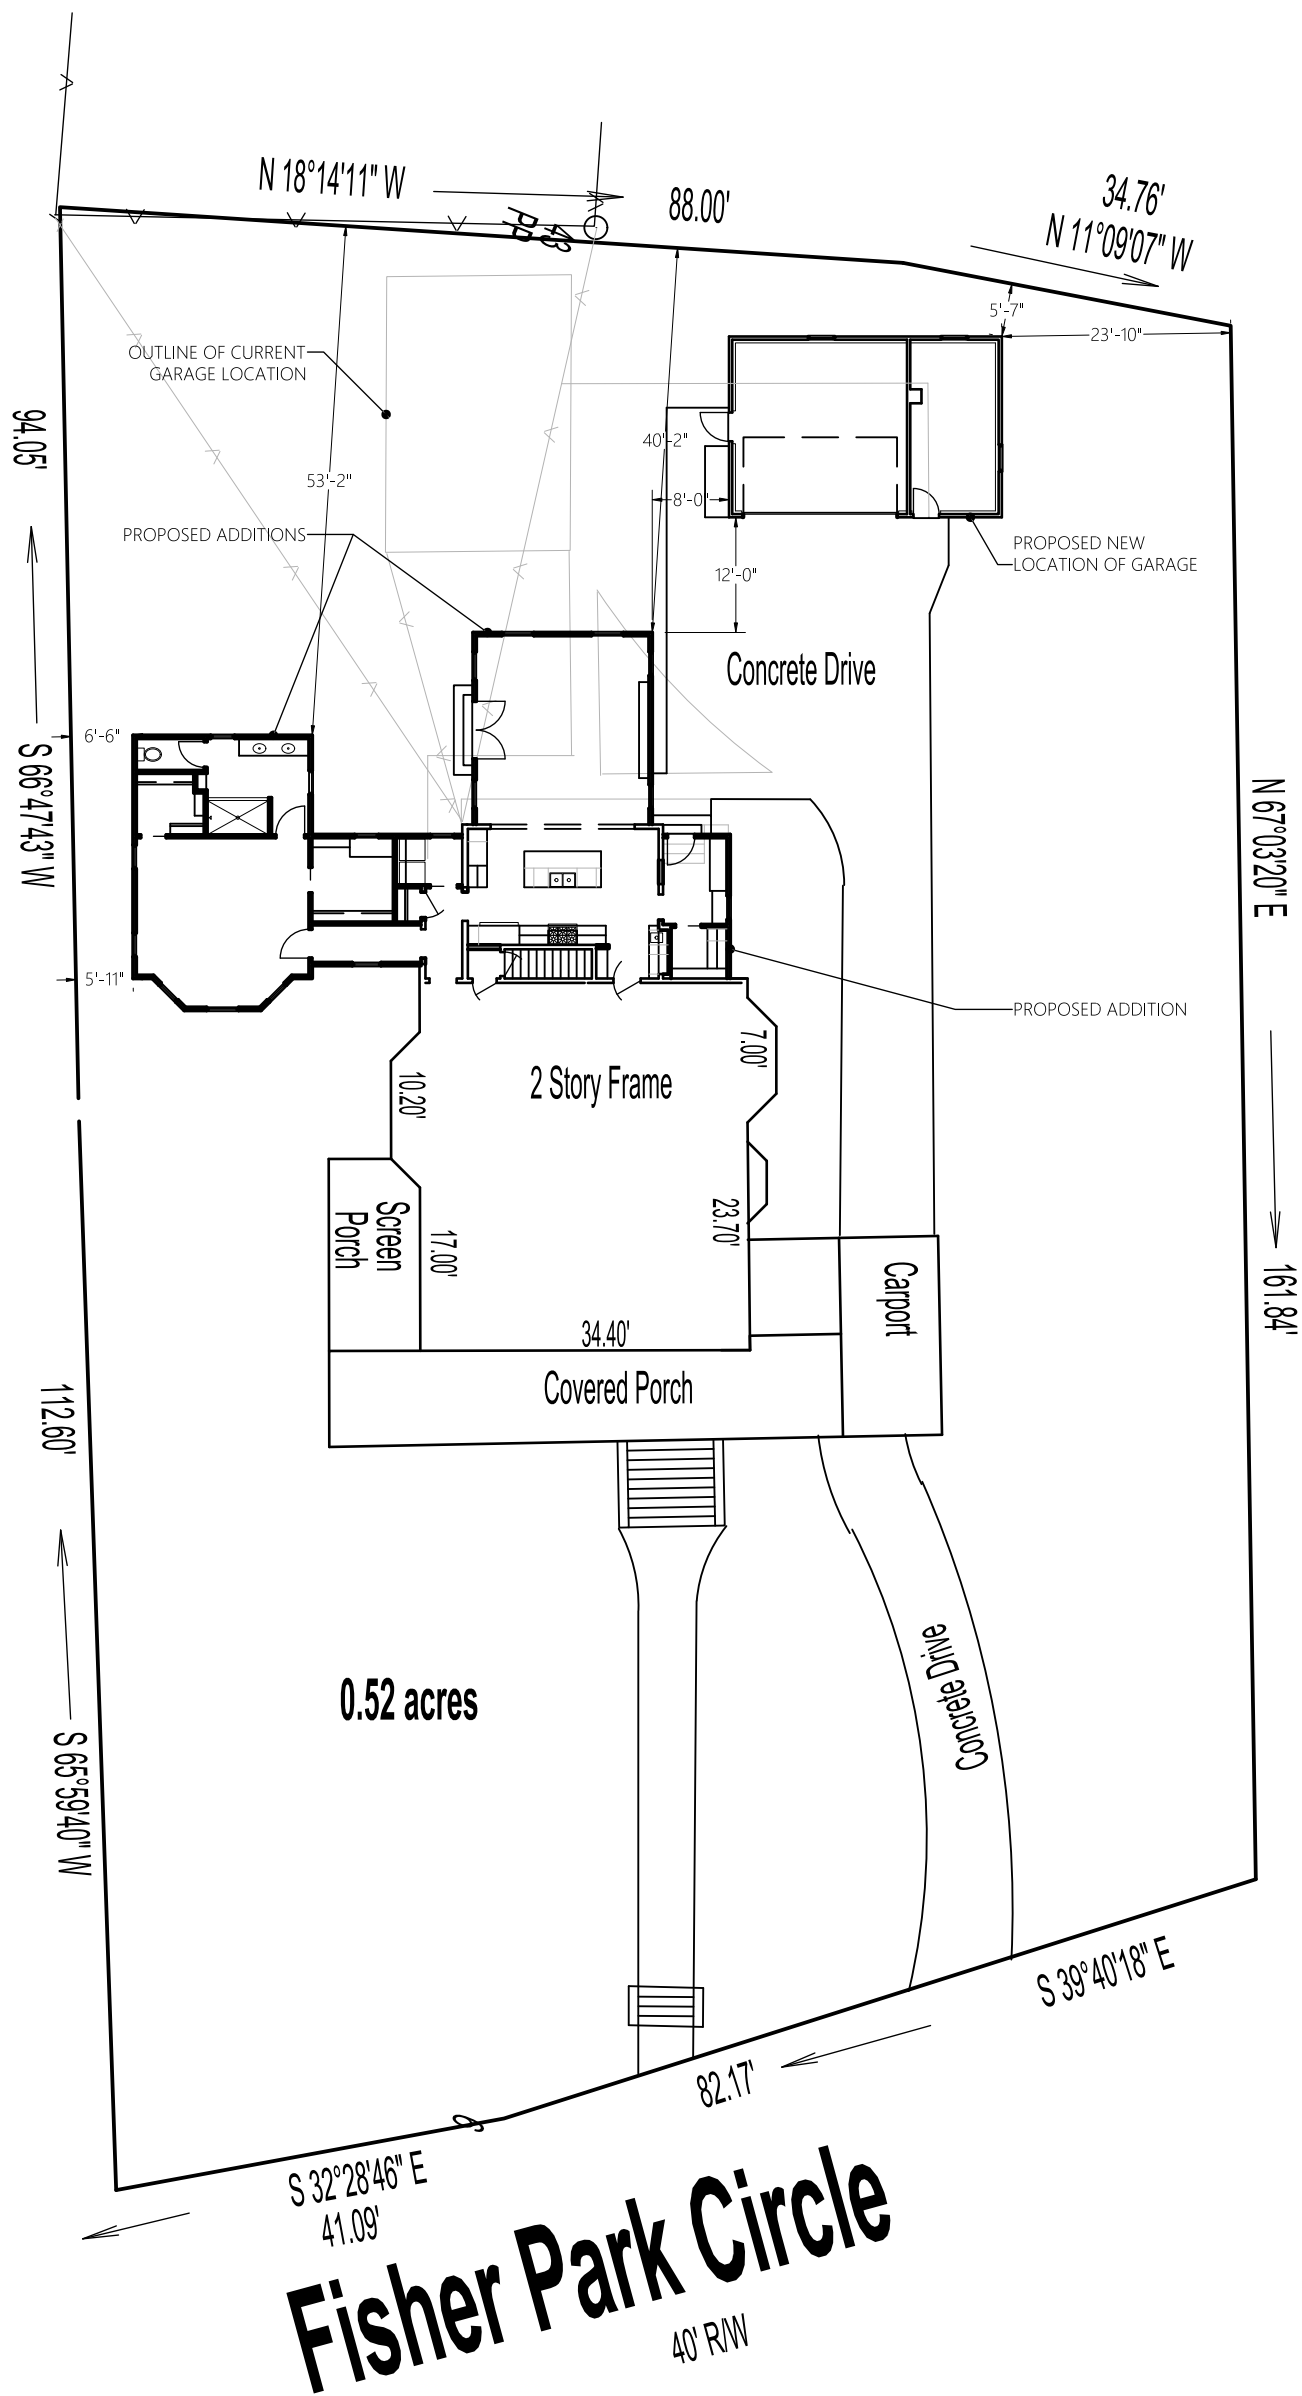 N 18°14'11" W
88.00'
34.76'
N 11°09'07" W
5'-7"
23'-10"
OUTLINE OF CURRENT
GARAGE LOCATION
94.05'
40'-2"
53'-2"
8'-0"
PROPOSED ADDITIONS
PROPOSED NEW
LOCATION OF GARAGE
12'-0"
Concrete Drive
6'-6"
S 66°47'43" W
N 67°03'20" E
5'-11"
PROPOSED ADDITION
7.00'
2 Story Frame
10.20'
Screen
Porch
17.00'
23.70'
Carport
161.84'
34.40'
Covered Porch
112.60'
Concrete Drive
0.52 acres
S 65°59'40" W
S 39°40'18" E
82.17'
S 32°28'46" E
41.09'
Fisher Park Circle
40' R/W